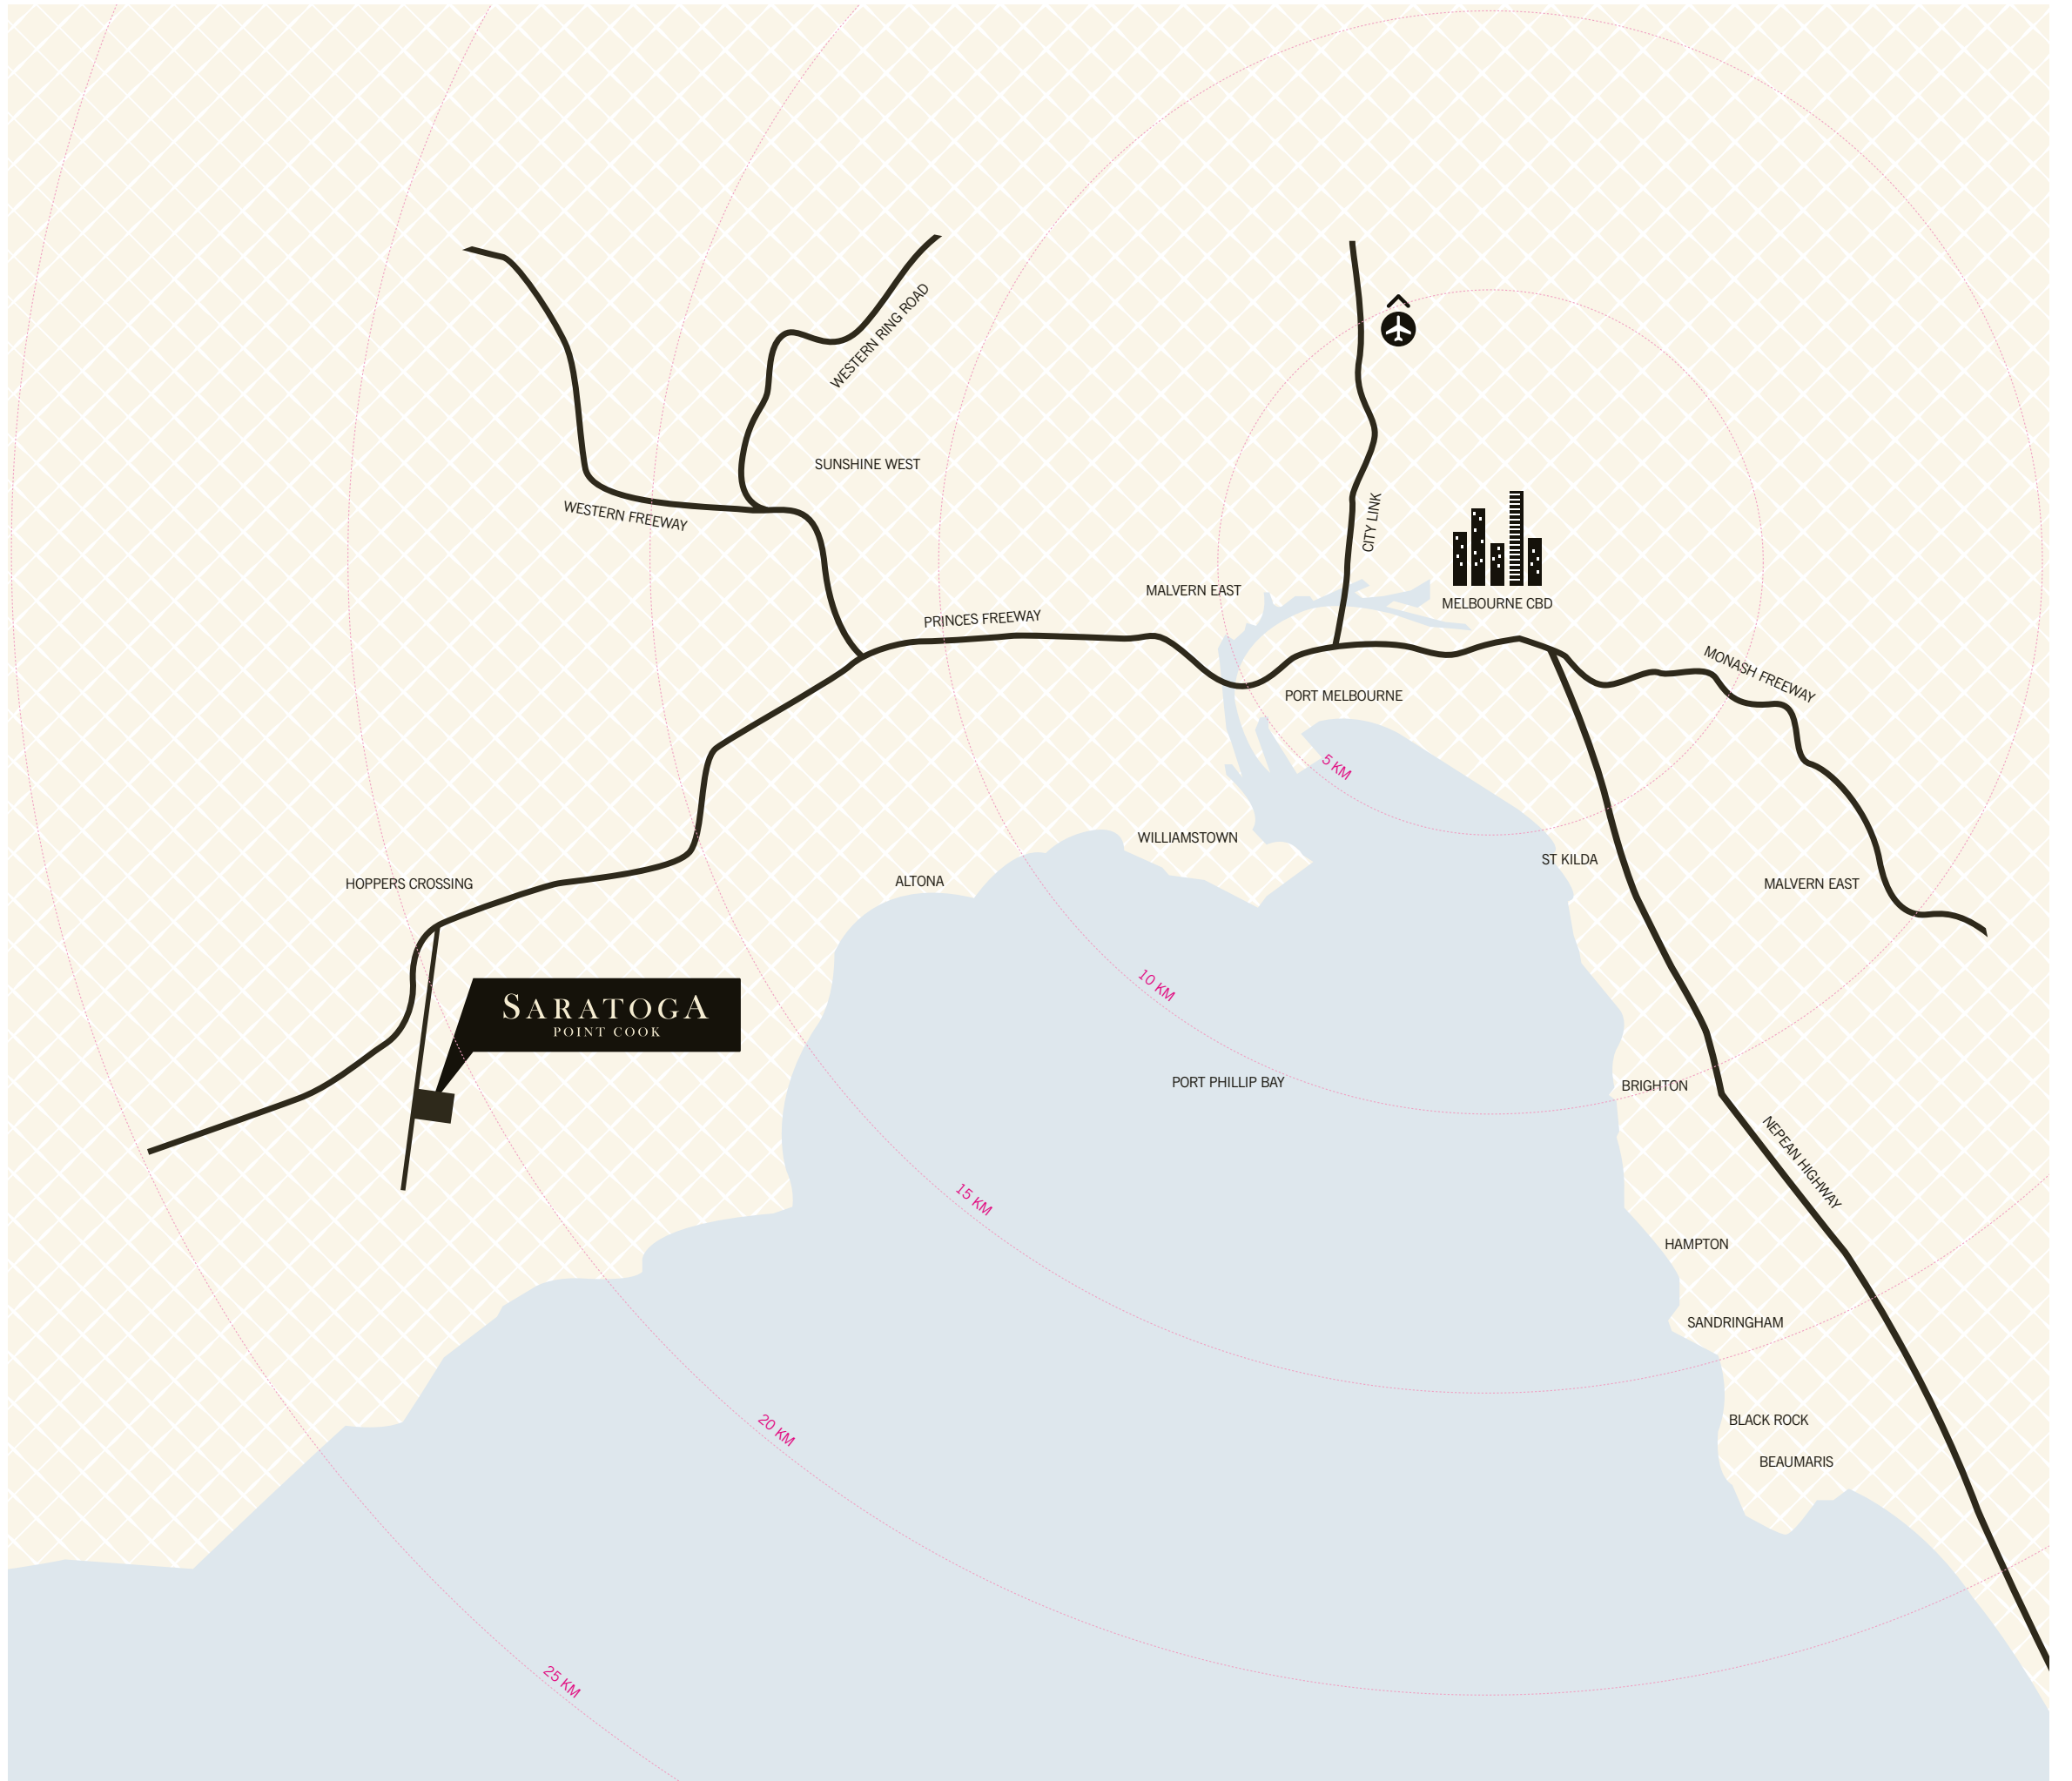 WESTERN RING ROAD
SUNSHINE WEST
WESTERN FREEWAY
CITY LINK
MALVERN EAST
MELBOURNE CBD
PRINCES FREEWAY
MONASH FREEWAY
PORT MELBOURNE
5 KM
WILLIAMSTOWN
ST KILDA
ALTONA
HOPPERS CROSSING
MALVERN EAST
10 KM
SARATOGA
POINT COOK
PORT PHILLIP BAY
BRIGHTON
NEPEAN HIGHWAY
15 KM
HAMPTON
SANDRINGHAM
BLACK ROCK
20 KM
BEAUMARIS
25 KM